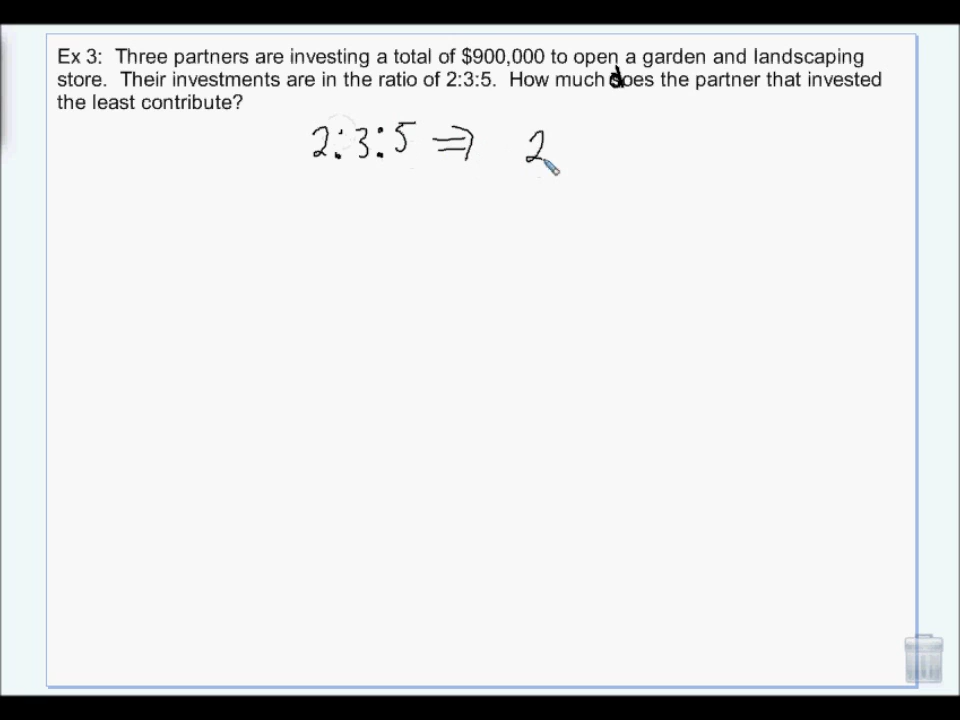 Ex 3: Three partners are investing a total of $900,000 to open a garden and landscaping
store. Their investments are in the ratio of 2:3:5. How much does the partner that invested
the least contribute?
2:3:5 ⇒ 2